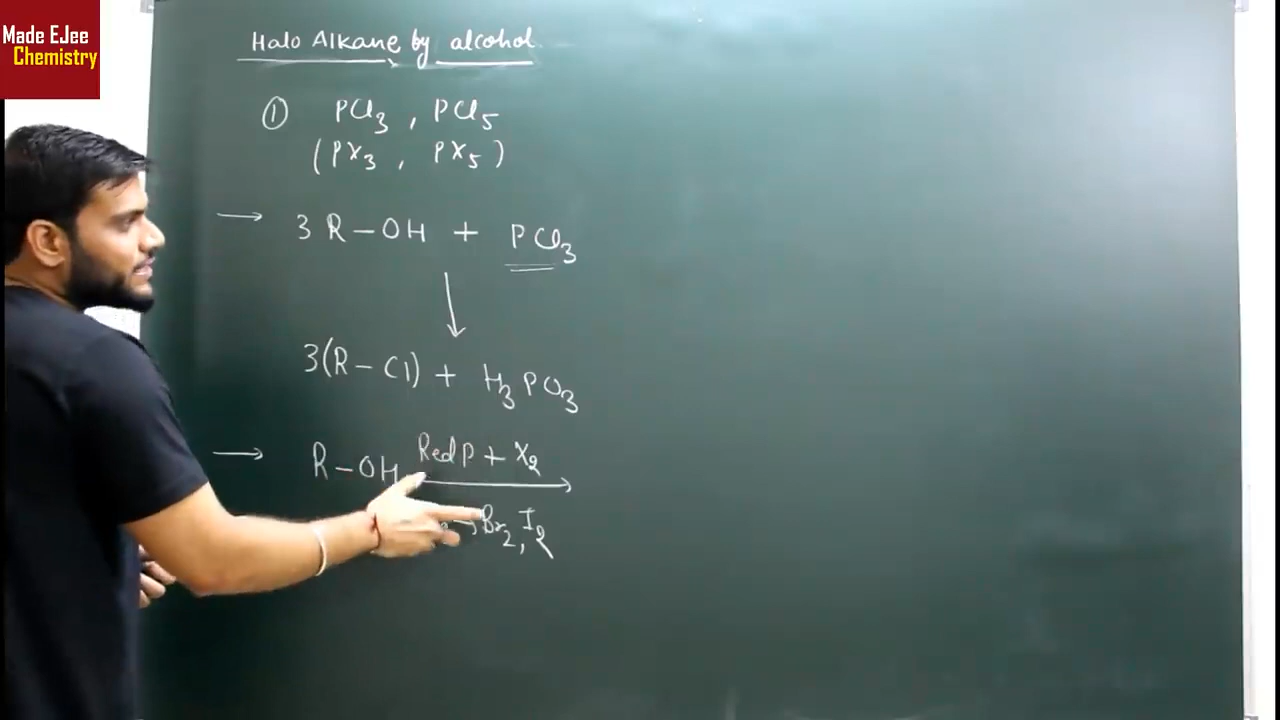 Made EJee
Chemistry
Halo Alkane by alcohol
① PCl3 , PCl5
(PX3 , PX5)
→ 3 R-OH + PCl3
↓
3(R-Cl) + H3PO3
→ R-OH Red P + X2 →
→ Br2, I2